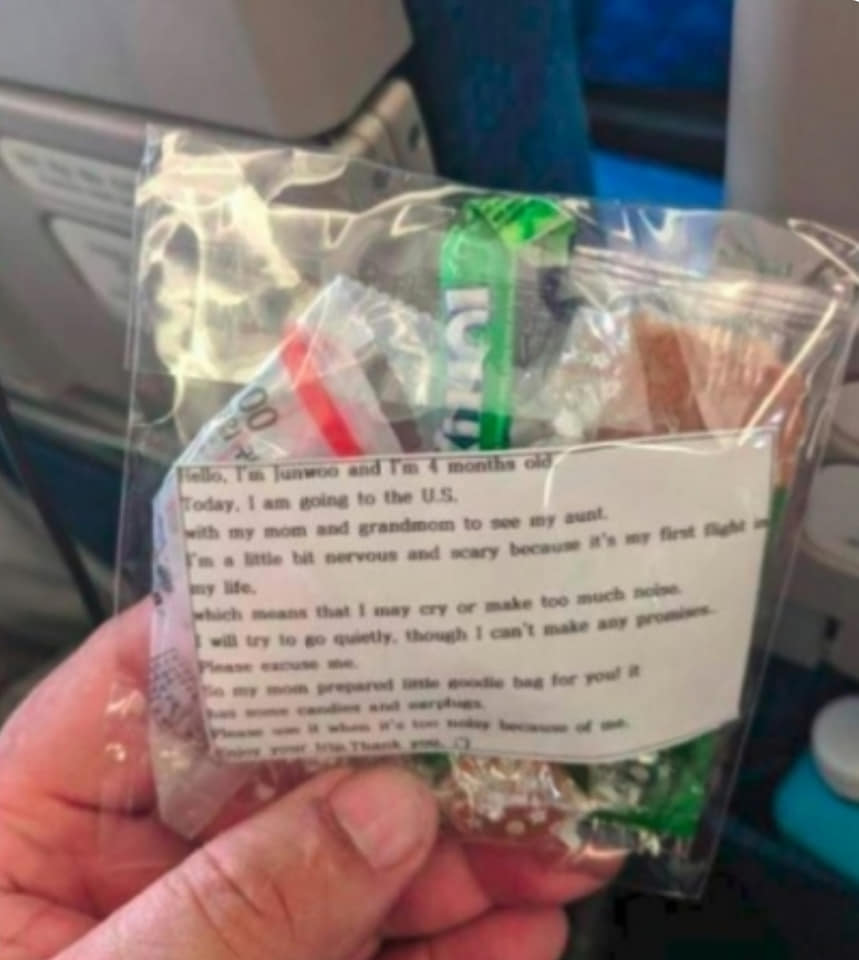 Hello, I'm Junwoo and I'm 4 months old
Today, I am going to the U.S.
with my mom and grandmom to see my aunt.
I'm a little bit nervous and scary because it's my first flight in
my life,
which means that I may cry or make too much noise.
I will try to go quietly, though I can't make any promises.
Please excuse me.
So my mom prepared little goodie bag for you! it
has some candies and earplugs.
Please use it when it's too noisy because of me.
Enjoy your trip.Thank you
00